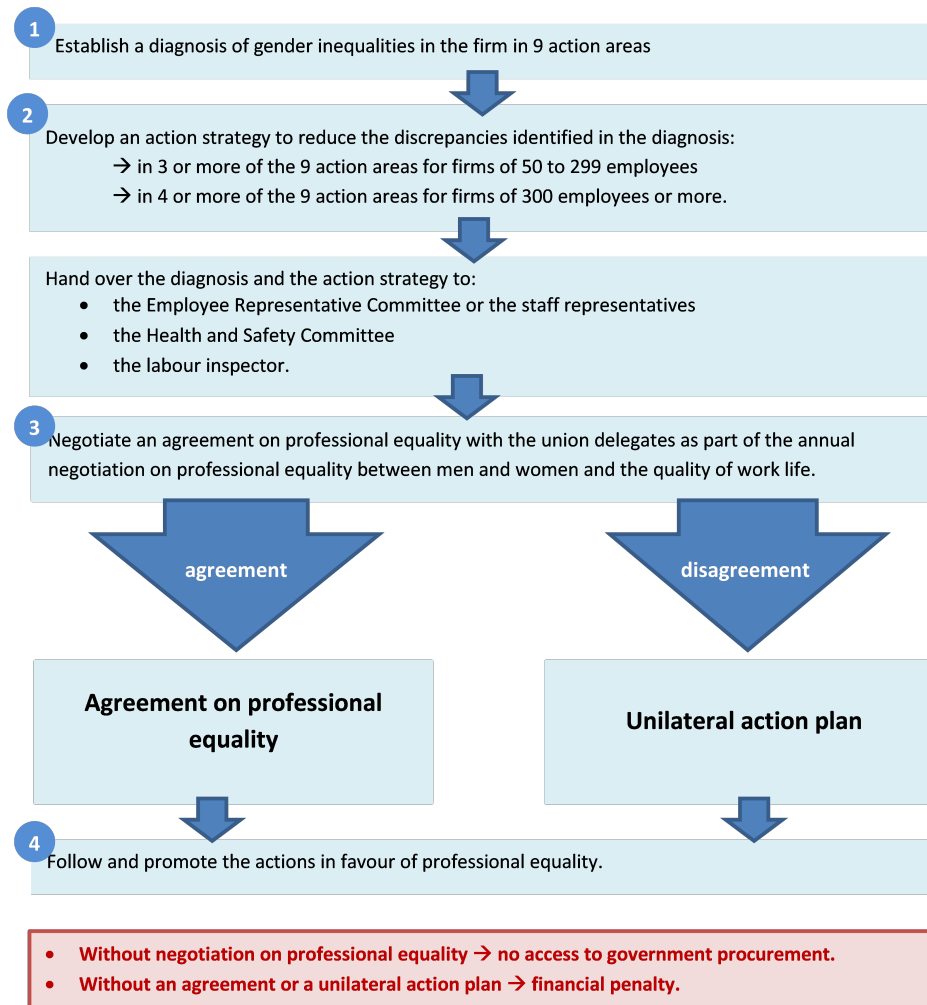 1
Establish a diagnosis of gender inequalities in the firm in 9 action areas
2
Develop an action strategy to reduce the discrepancies identified in the diagnosis:
→ in 3 or more of the 9 action areas for firms of 50 to 299 employees
→ in 4 or more of the 9 action areas for firms of 300 employees or more.
Hand over the diagnosis and the action strategy to:
• the Employee Representative Committee or the staff representatives
• the Health and Safety Committee
• the labour inspector.
3
Negotiate an agreement on professional equality with the union delegates as part of the annual
negotiation on professional equality between men and women and the quality of work life.
agreement
disagreement
Agreement on professional
equality
Unilateral action plan
4
Follow and promote the actions in favour of professional equality.
• Without negotiation on professional equality → no access to government procurement.
• Without an agreement or a unilateral action plan → financial penalty.